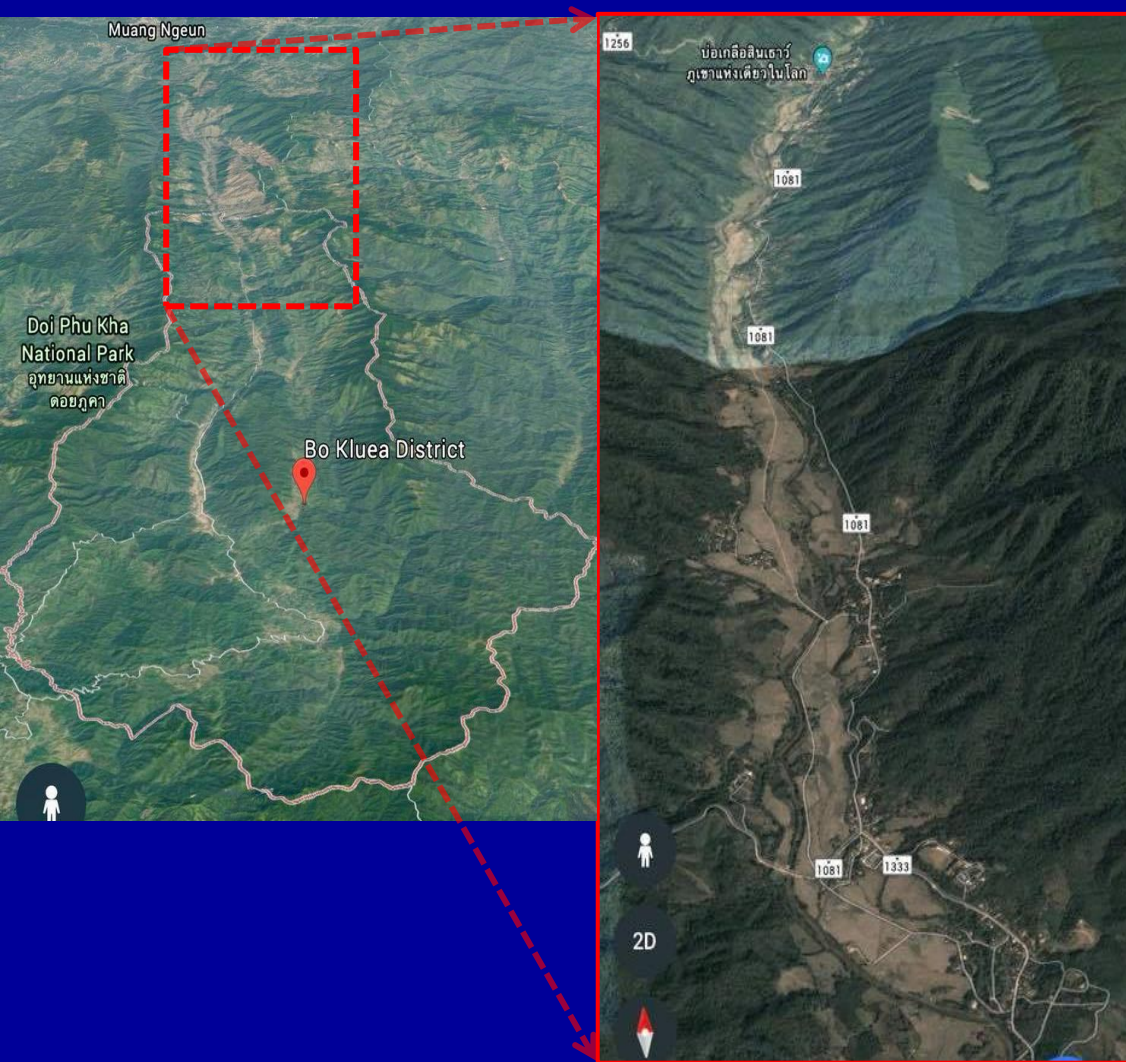 Muang Ngeun
Doi Phu Kha
National Park
อุทยานแห่งชาติ
ดอยภูคา
Bo Kluea District
1256
บ่อเกลือสินเธาว์
ภูเขาแห่งเดียวในโลก
1081
1081
1081
1081
1333
2D